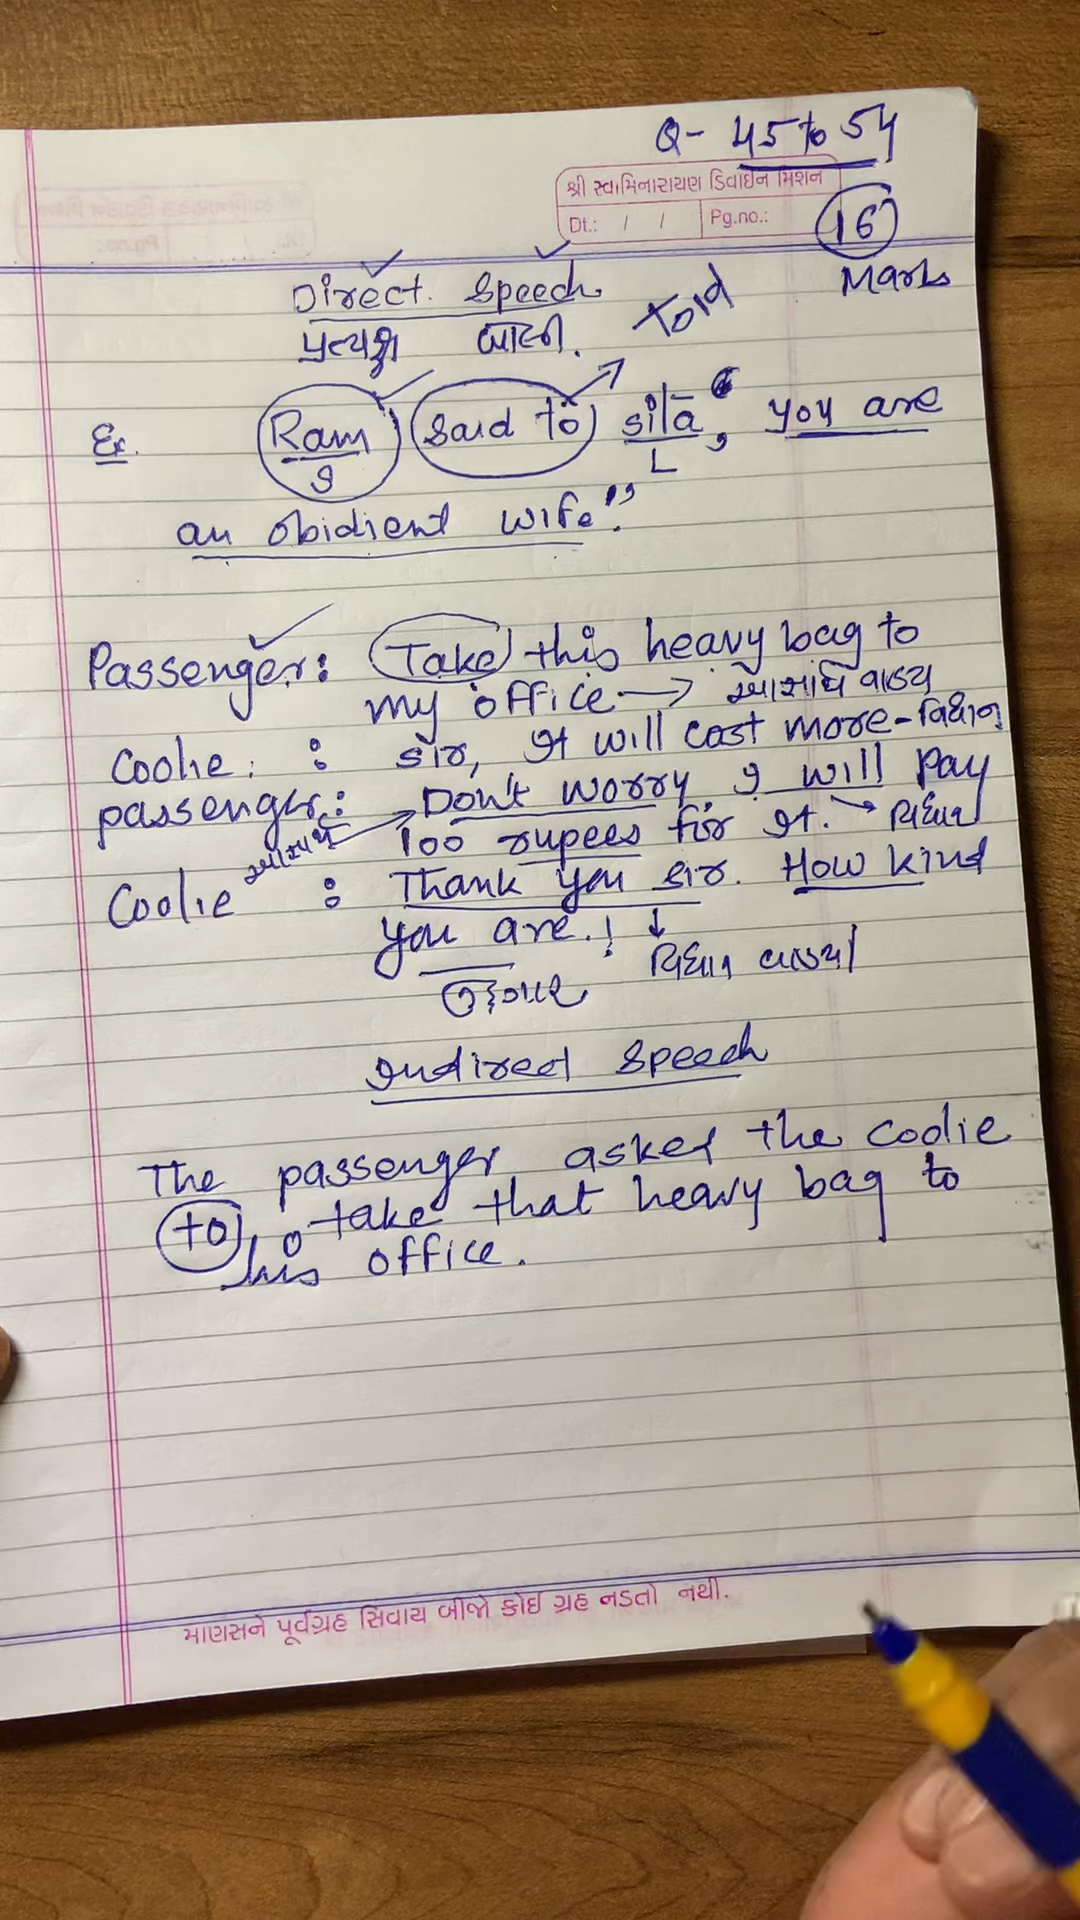 Q- 45 to 54
શ્રી સ્વામિનારાયણ ડિવાઇન મિશન
Dt.: / / Pg.no.:
16
Marks
Direct. Speech
પ્રત્યક્ષ બોલી.
Told
Ex. Ram said to sita, “you are
S L
an obidient wife”.
Passenger: Take this heavy bag to
my office → આજ્ઞાર્થ વાક્ય
Coolie : sir, It will cost more - વિધાન
passenger: Don't worry, I will pay
100 rupees for It. → વિધાન
આજ્ઞાર્થ
Coolie : Thank you sir. How kind
you are.! ↓
વિધાન વાક્ય
ઉદ્દગાર
Indirect Speech
The passenger asked the coolie
to take that heavy bag to
his office.
માણસને પૂર્વગ્રહ સિવાય બીજો કોઇ ગ્રહ નડતો નથી.